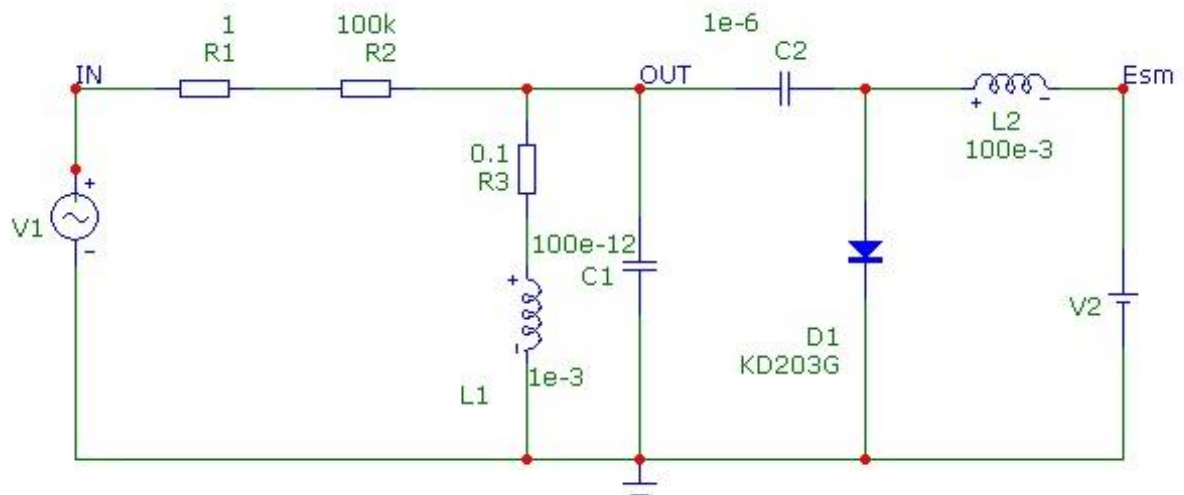 1
R1
100k
R2
1e-6
C2
IN
OUT
Esm
+ -
L2
100e-3
0.1
R3
+
V1
-
100e-12
C1
+
-
1e-3
L1
D1
KD203G
V2